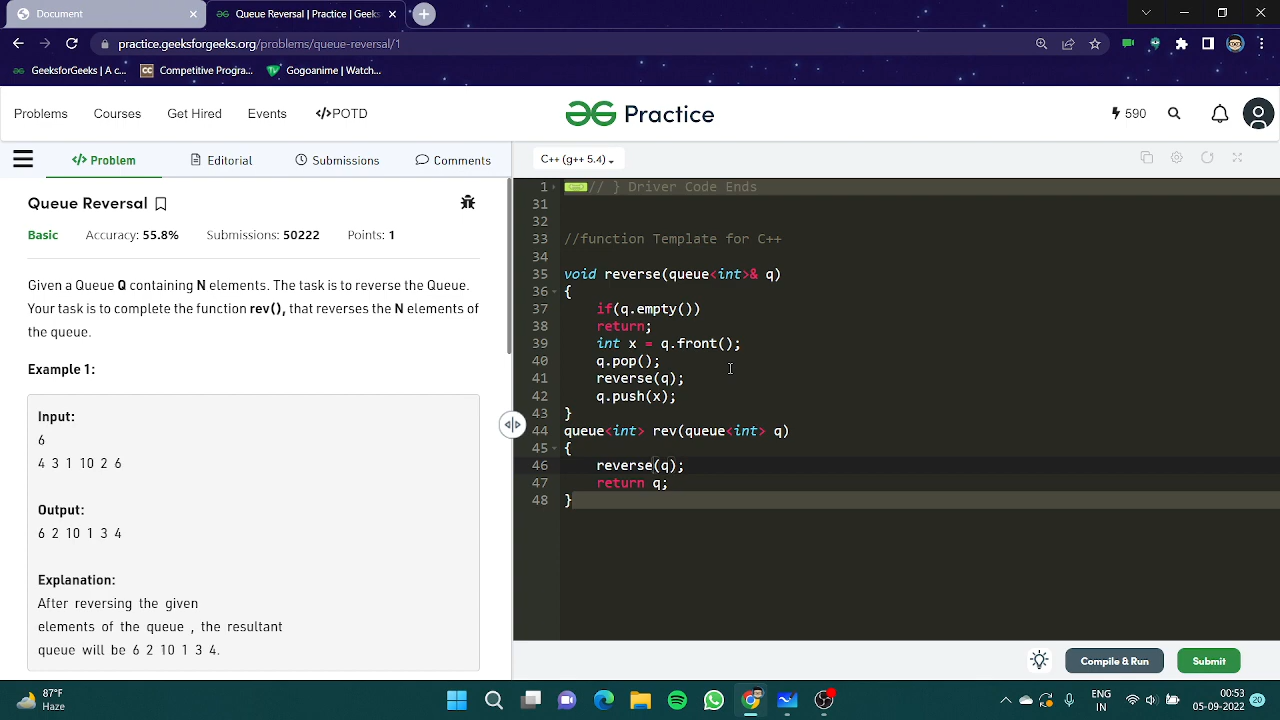 Document
Queue Reversal | Practice | Geeks
practice.geeksforgeeks.org/problems/queue-reversal/1
GeeksforGeeks | A c...
CC Competitive Progra...
Gogoanime | Watch...
Problems
Courses
Get Hired
Events
</>POTD
Practice
590
</> Problem
Editorial
Submissions
Comments
C++ (g++ 5.4)
Queue Reversal
Basic
Accuracy: 55.8%
Submissions: 50222
Points: 1
Given a Queue Q containing N elements. The task is to reverse the Queue.
Your task is to complete the function rev(), that reverses the N elements of
the queue.
Example 1:
Input:
6
4 3 1 10 2 6
Output:
6 2 10 1 3 4
Explanation:
After reversing the given
elements of the queue , the resultant
queue will be 6 2 10 1 3 4.
1 // } Driver Code Ends
31
32
33 //function Template for C++
34
35 void reverse(queue<int>& q)
36 {
37 if(q.empty())
38 return;
39 int x = q.front();
40 q.pop();
41 reverse(q);
42 q.push(x);
43 }
44 queue<int> rev(queue<int> q)
45 {
46 reverse(q);
47 return q;
48 }
Compile & Run
Submit
87°F
Haze
ENG
IN
00:53
05-09-2022
20